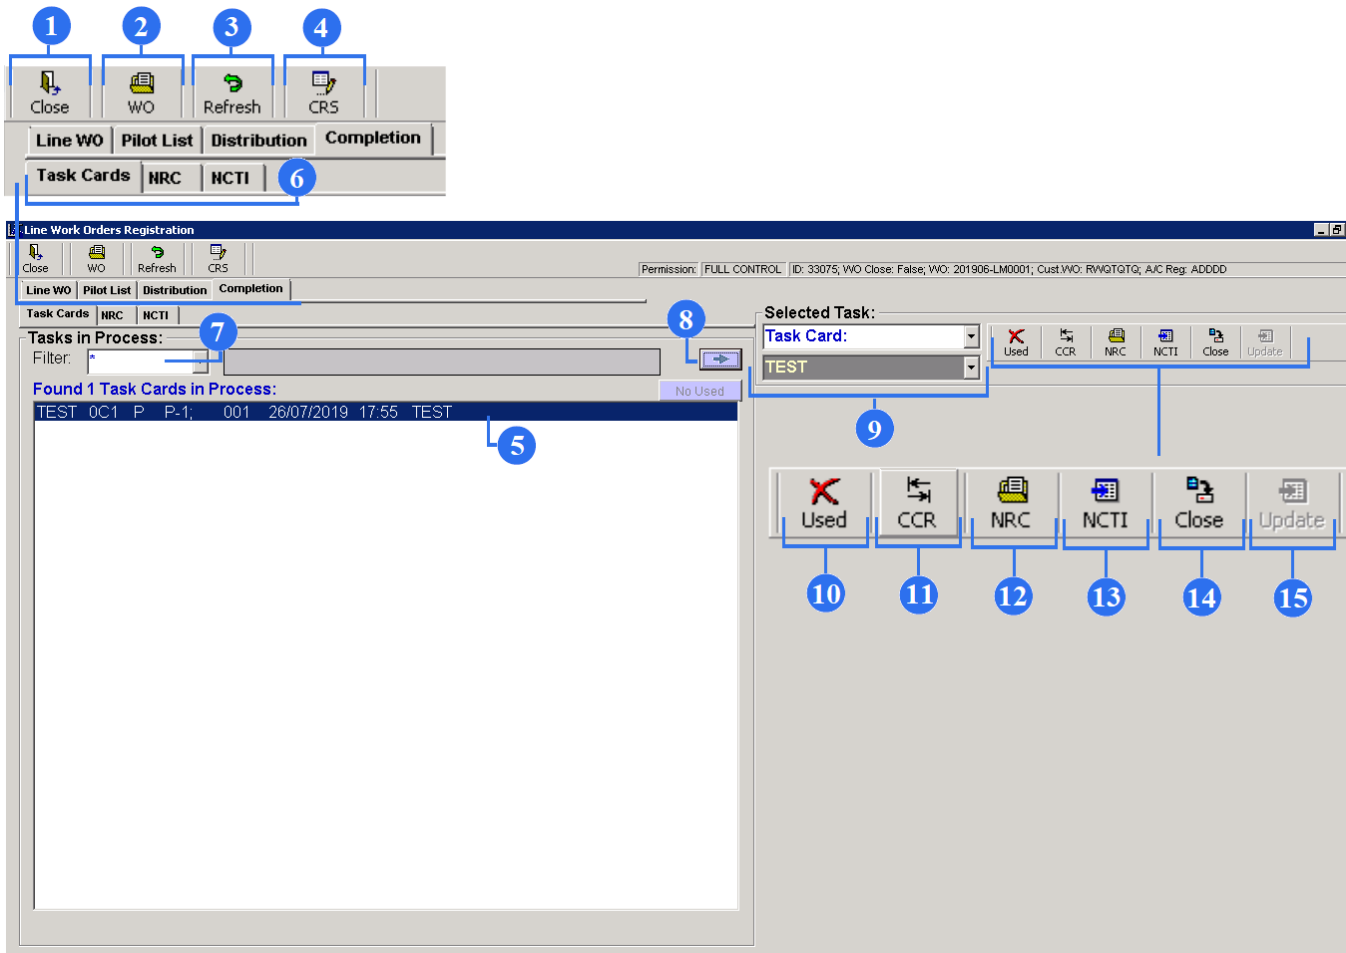 1 2 3 4
Close WO Refresh CRS
Line WO Pilot List Distribution Completion
Task Cards NRC NCTI 6
Line Work Orders Registration
Close WO Refresh CRS
Permission: FULL CONTROL ID: 33075; WO Close: False; WO: 201906-LM0001; Cust.WO: RWQTQTQ; A/C Reg: ADDDD
Line WO Pilot List Distribution Completion
Task Cards NRC NCTI
7
8
Selected Task:
Tasks in Process:
Task Card:
Used CCR NRC NCTI Close Update
Filter: *
TEST
Found 1 Task Cards in Process:
No Used
TEST 0C1 P P-1; 001 26/07/2019 17:55 TEST
5
9
Used CCR NRC NCTI Close Update
10 11 12 13 14 15